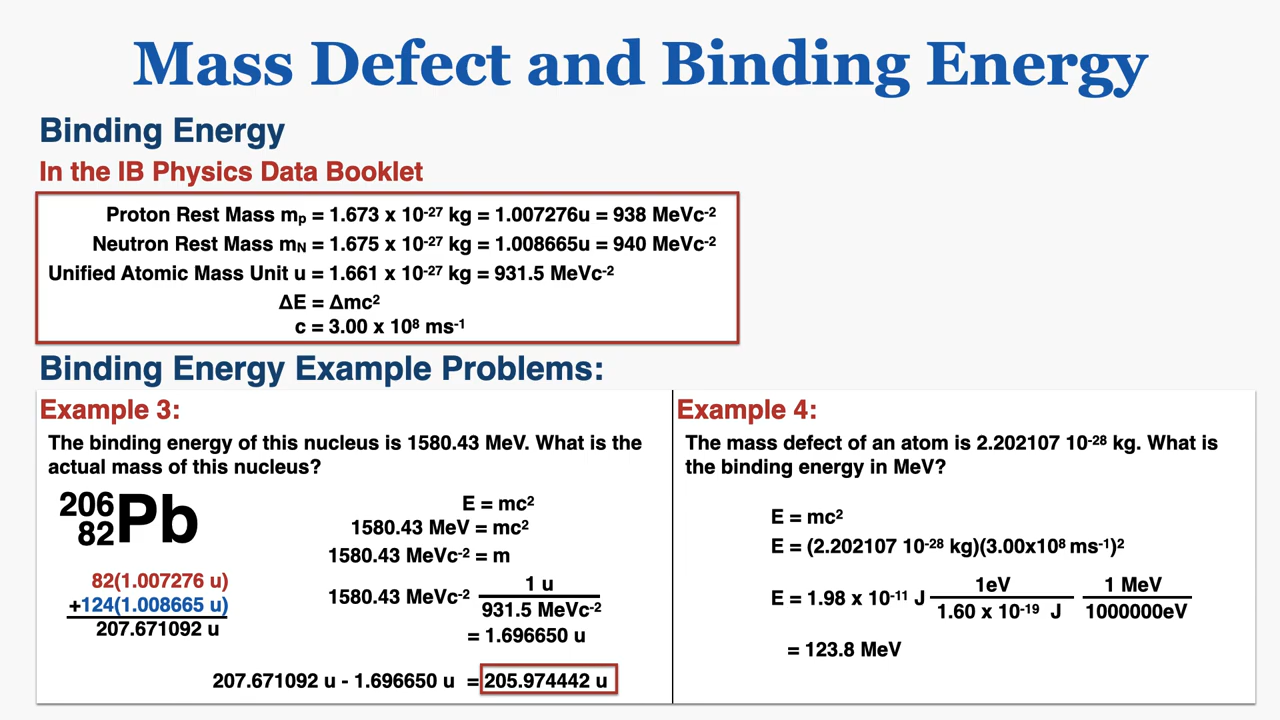 Mass Defect and Binding Energy
Binding Energy
In the IB Physics Data Booklet
Proton Rest Mass mₚ = 1.673 x 10⁻²⁷ kg = 1.007276u = 938 MeVc⁻²
Neutron Rest Mass m_N = 1.675 x 10⁻²⁷ kg = 1.008665u = 940 MeVc⁻²
Unified Atomic Mass Unit u = 1.661 x 10⁻²⁷ kg = 931.5 MeVc⁻²
ΔE = Δmc²
c = 3.00 x 10⁸ ms⁻¹
Binding Energy Example Problems:
Example 3:
The binding energy of this nucleus is 1580.43 MeV. What is the
actual mass of this nucleus?
206
82
Pb
82(1.007276 u)
+124(1.008665 u)
207.671092 u
E = mc²
1580.43 MeV = mc²
1580.43 MeVc⁻² = m
1580.43 MeVc⁻²
1 u
931.5 MeVc⁻²
= 1.696650 u
207.671092 u - 1.696650 u = 205.974442 u
Example 4:
The mass defect of an atom is 2.202107 10⁻²⁸ kg. What is
the binding energy in MeV?
E = mc²
E = (2.202107 10⁻²⁸ kg)(3.00x10⁸ ms⁻¹)²
E = 1.98 x 10⁻¹¹ J
1eV
1.60 x 10⁻¹⁹ J
1 MeV
1000000eV
= 123.8 MeV